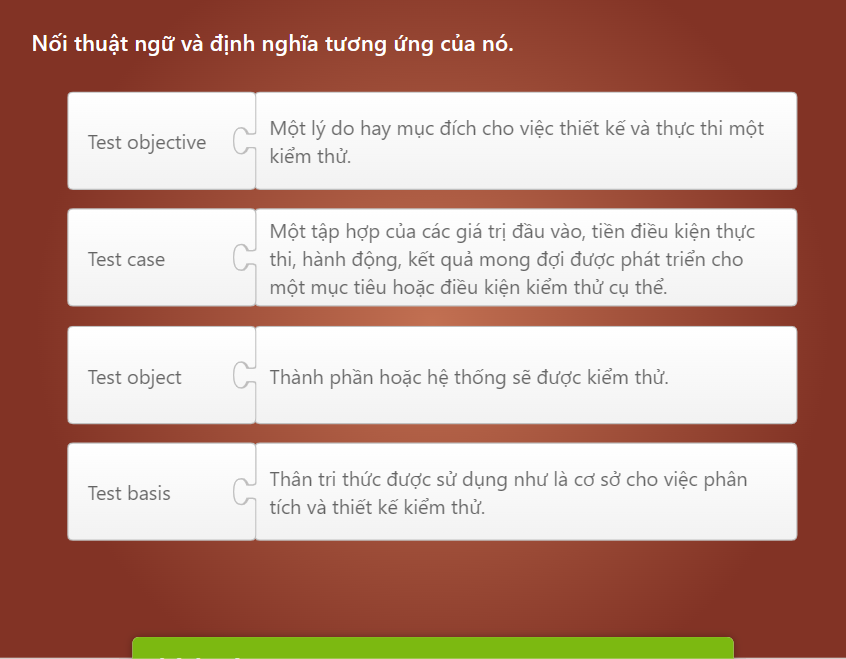 Nối thuật ngữ và định nghĩa tương ứng của nó.
Test objective
Một lý do hay mục đích cho việc thiết kế và thực thi một
kiểm thử.
Test case
Một tập hợp của các giá trị đầu vào, tiền điều kiện thực
thi, hành động, kết quả mong đợi được phát triển cho
một mục tiêu hoặc điều kiện kiểm thử cụ thể.
Test object
Thành phần hoặc hệ thống sẽ được kiểm thử.
Test basis
Thân tri thức được sử dụng như là cơ sở cho việc phân
tích và thiết kế kiểm thử.